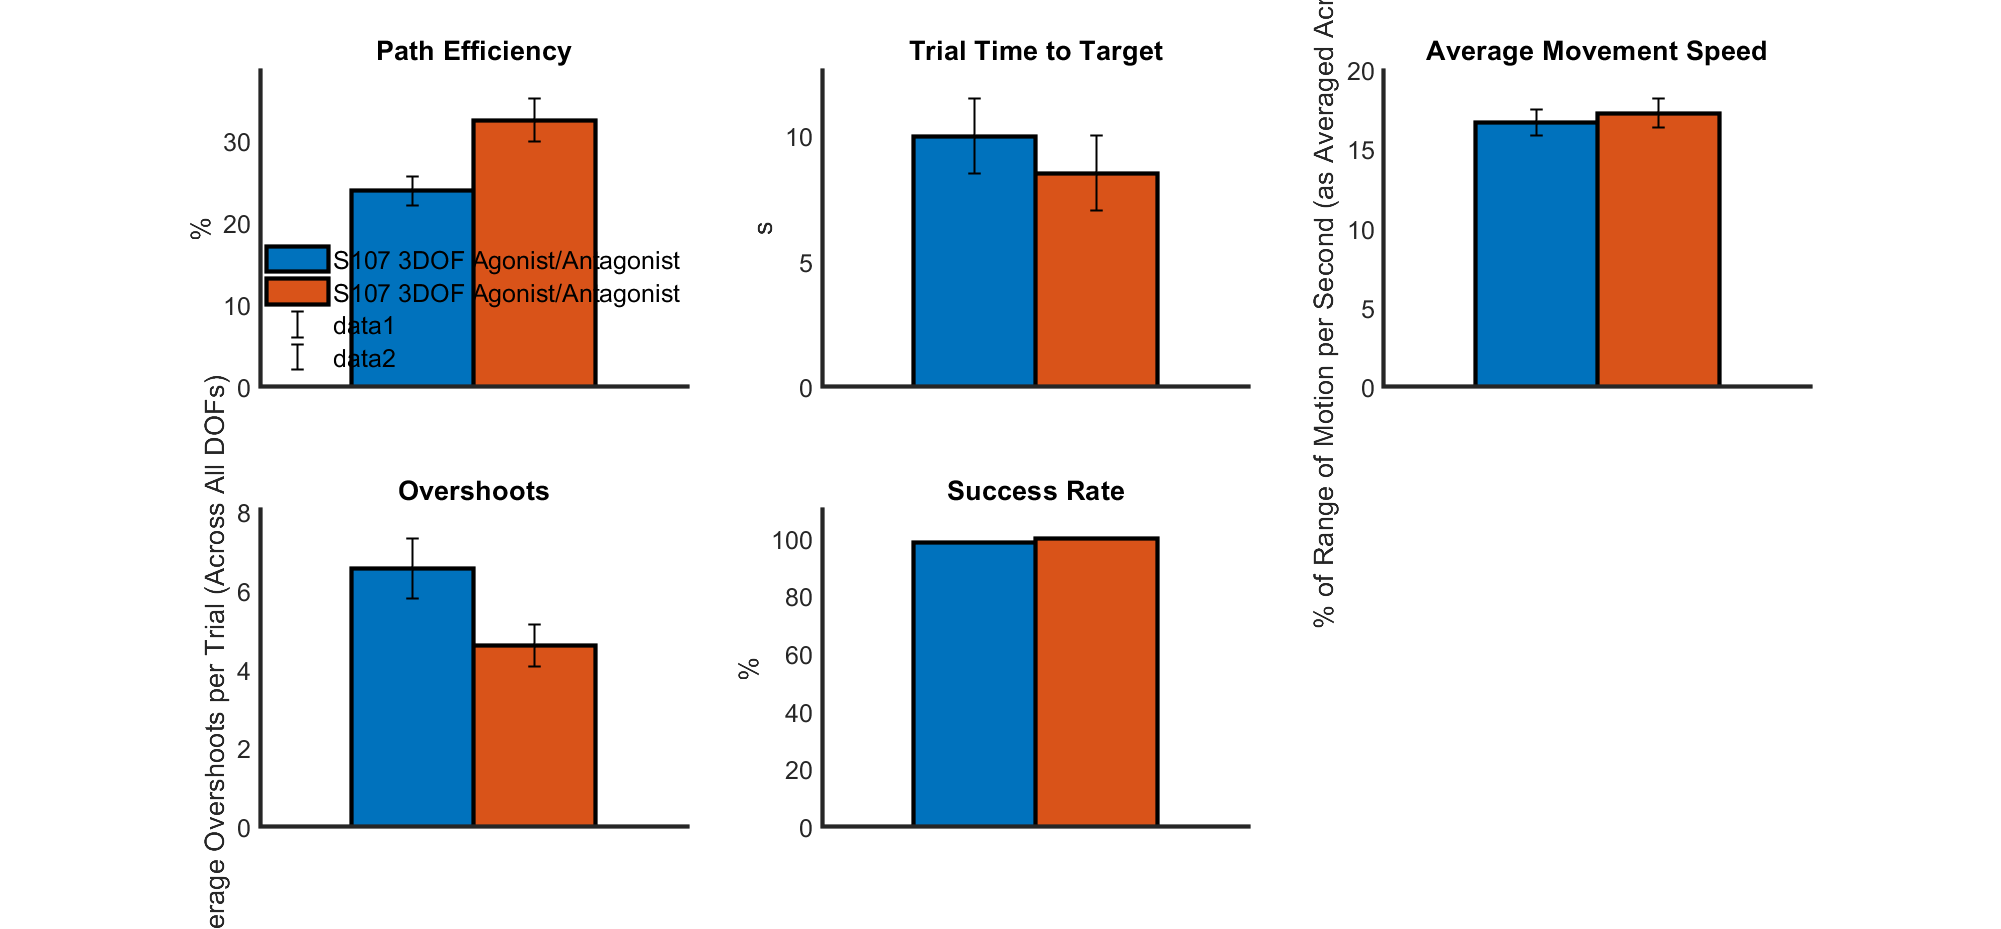 Path Efficiency
%
30
20
10
0
S107 3DOF Agonist/Antagonist
S107 3DOF Agonist/Antagonist
data1
data2
Trial Time to Target
s
10
5
0
Average Movement Speed
% of Range of Motion per Second (as Averaged
20
15
10
5
0
Overshoots
Overshoots per Trial (Across All DOFs)
8
6
4
2
0
Success Rate
%
100
80
60
40
20
0